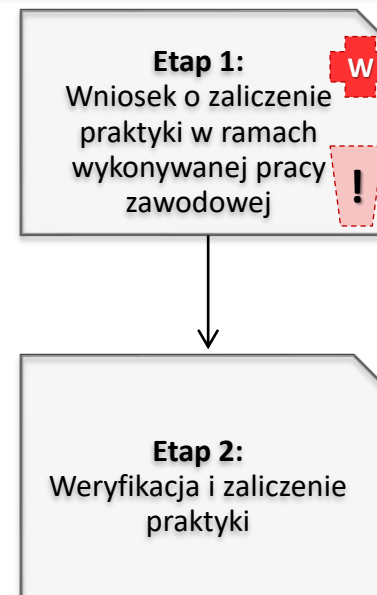 Etap 1:
Wniosek o zaliczenie
praktyki w ramach
wykonywanej pracy
zawodowej
W
!
Etap 2:
Weryfikacja i zaliczenie
praktyki